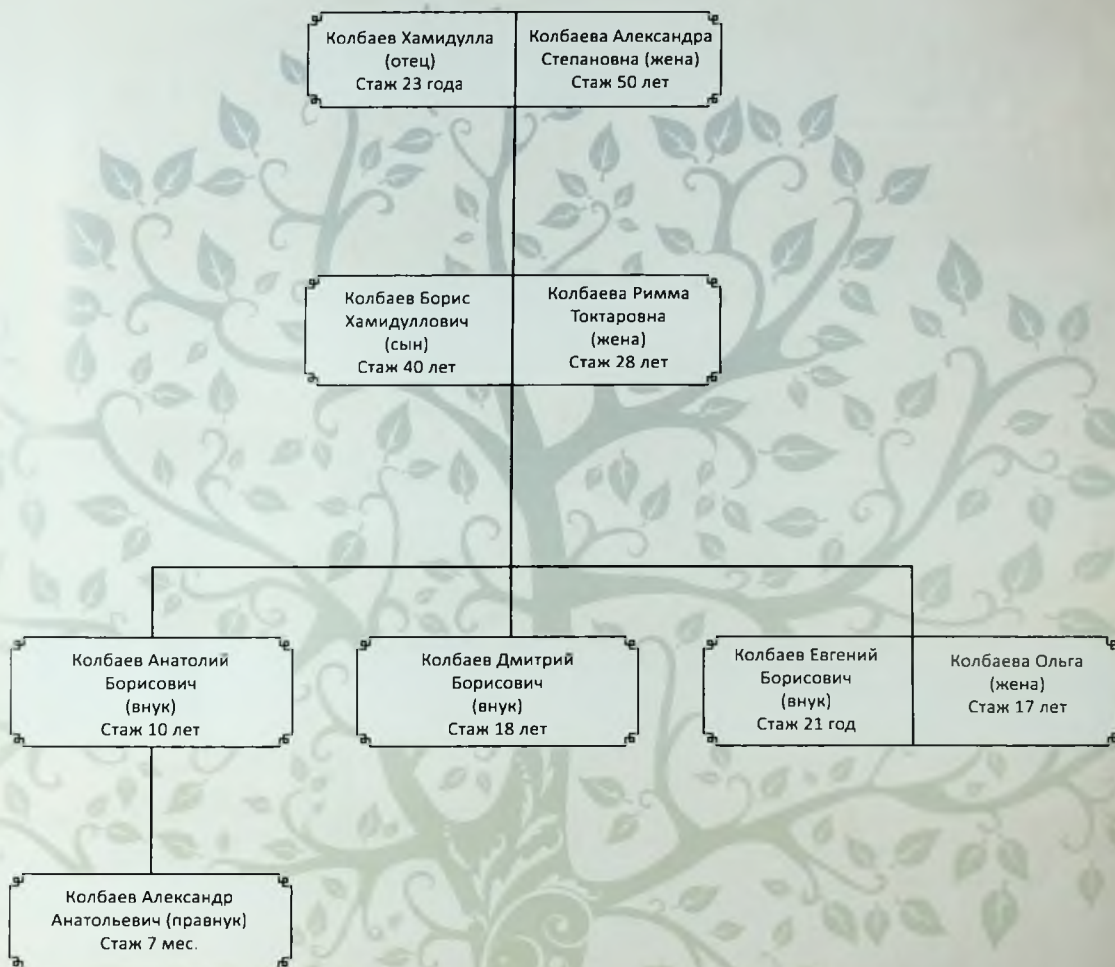 Колбаев Хамидулла
(отец)
Стаж 23 года
Колбаева Александра
Степановна (жена)
Стаж 50 лет
Колбаев Борис
Хамидуллович
(сын)
Стаж 40 лет
Колбаева Римма
Токтаровна
(жена)
Стаж 28 лет
Колбаев Анатолий
Борисович
(внук)
Стаж 10 лет
Колбаев Дмитрий
Борисович
(внук)
Стаж 18 лет
Колбаев Евгений
Борисович
(внук)
Стаж 21 год
Колбаева Ольга
(жена)
Стаж 17 лет
Колбаев Александр
Анатольевич (правнук)
Стаж 7 мес.